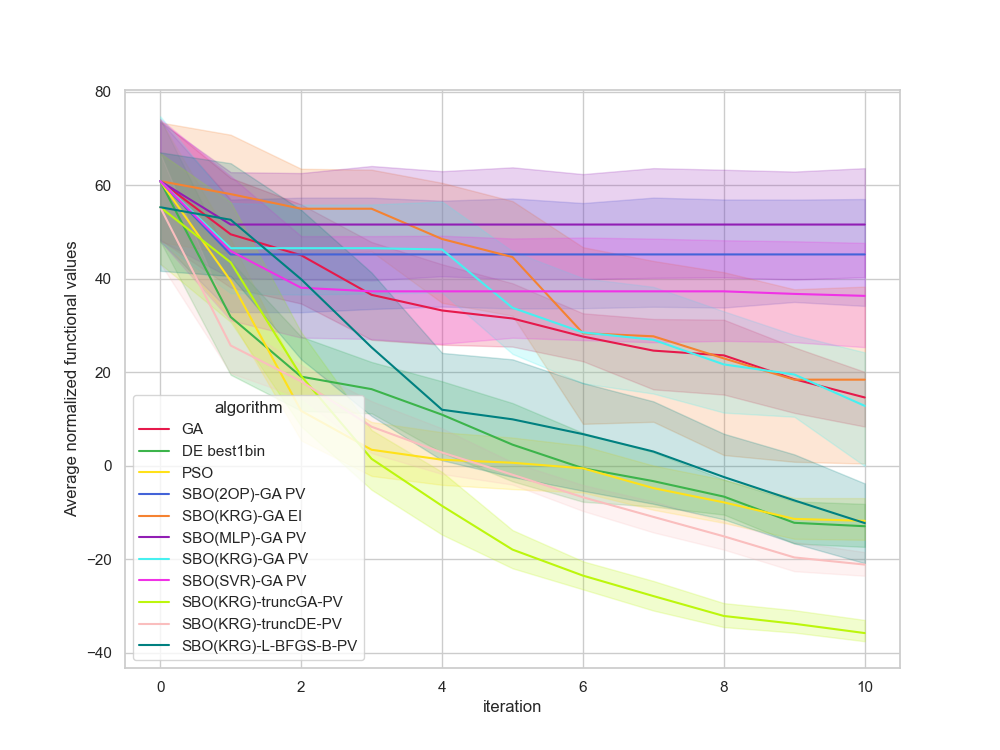 80
60
40
20
0
−20
−40
Average normalized functional values
algorithm
GA
DE best1bin
PSO
SBO(2OP)-GA PV
SBO(KRG)-GA EI
SBO(MLP)-GA PV
SBO(KRG)-GA PV
SBO(SVR)-GA PV
SBO(KRG)-truncGA-PV
SBO(KRG)-truncDE-PV
SBO(KRG)-L-BFGS-B-PV
0 2 4 6 8 10
iteration